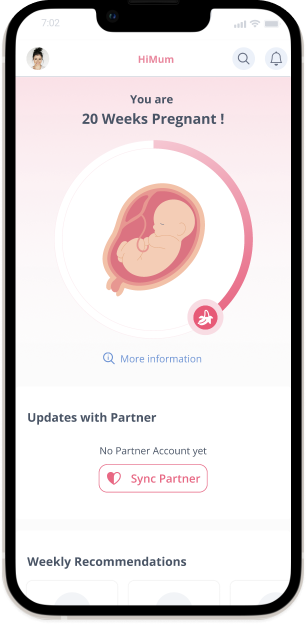 7:02
HiMum
You are
20 Weeks Pregnant !
More information
Updates with Partner
No Partner Account yet
Sync Partner
Weekly Recommendations